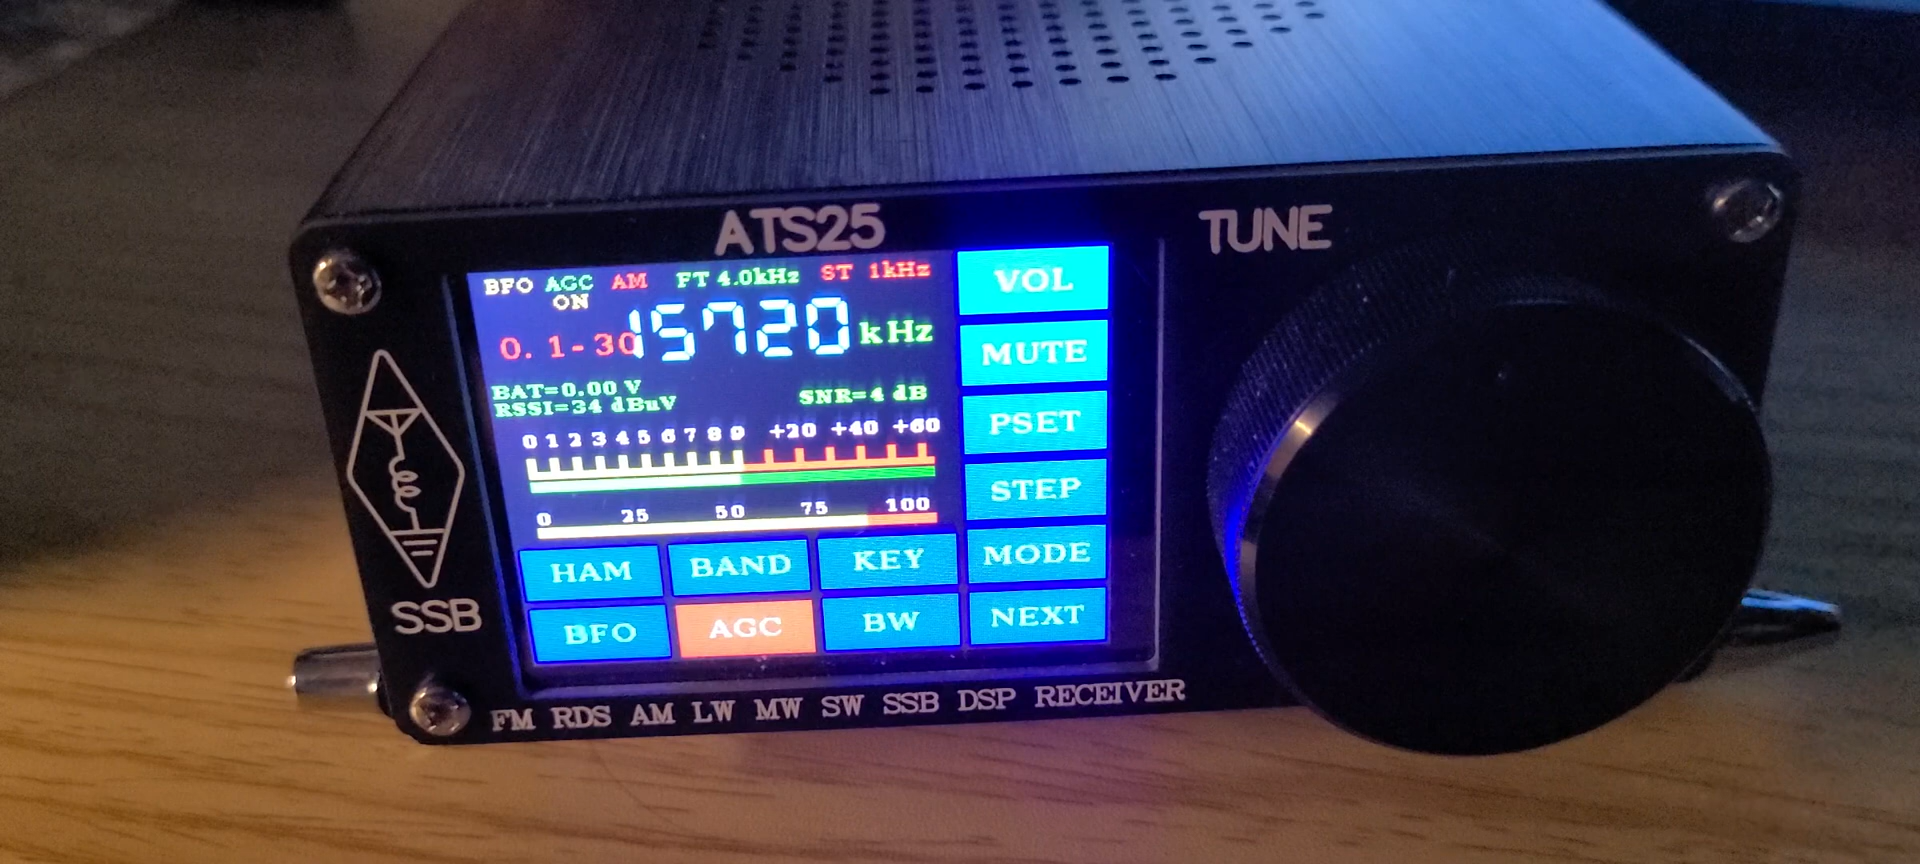 ATS25
TUNE
BFO AGC AM FT 4.0kHz ST 1kHz
ON
0.1-30 15720 kHz
BAT=0.00 V
RSSI=34 dBuV SNR=4 dB
0 1 2 3 4 5 6 7 8 9 +20 +40 +60
0 25 50 75 100
VOL
MUTE
PSET
STEP
HAM BAND KEY MODE
BFO AGC BW NEXT
SSB
FM RDS AM LW MW SW SSB DSP RECEIVER